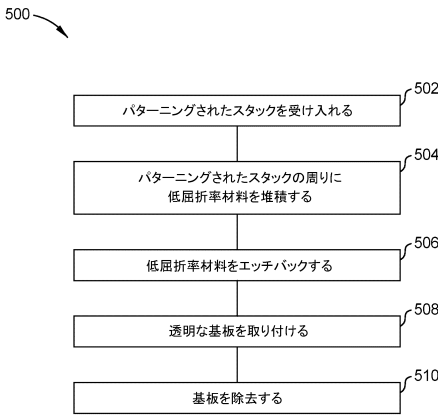 500
502
パターニングされたスタックを受け入れる
504
パターニングされたスタックの周りに
低屈折率材料を堆積する
506
低屈折率材料をエッチバックする
508
透明な基板を取り付ける
510
基板を除去する